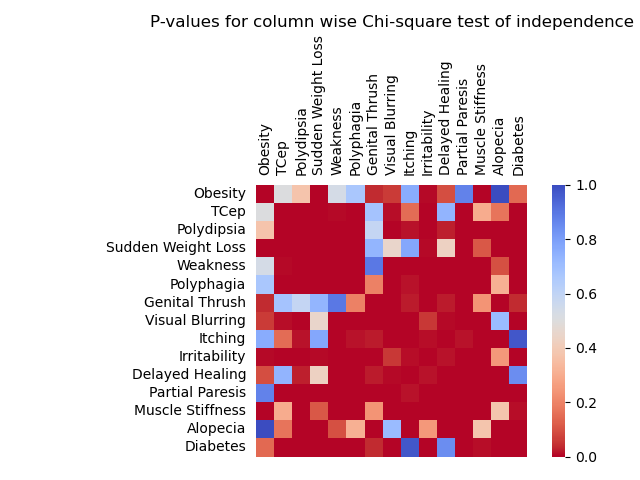 P-values for column wise Chi-square test of independence
Obesity
TCep
Polydipsia
Sudden Weight Loss
Weakness
Polyphagia
Genital Thrush
Visual Blurring
Itching
Irritability
Delayed Healing
Partial Paresis
Muscle Stiffness
Alopecia
Diabetes
Obesity
TCep
Polydipsia
Sudden Weight Loss
Weakness
Polyphagia
Genital Thrush
Visual Blurring
Itching
Irritability
Delayed Healing
Partial Paresis
Muscle Stiffness
Alopecia
Diabetes
1.0
0.8
0.6
0.4
0.2
0.0